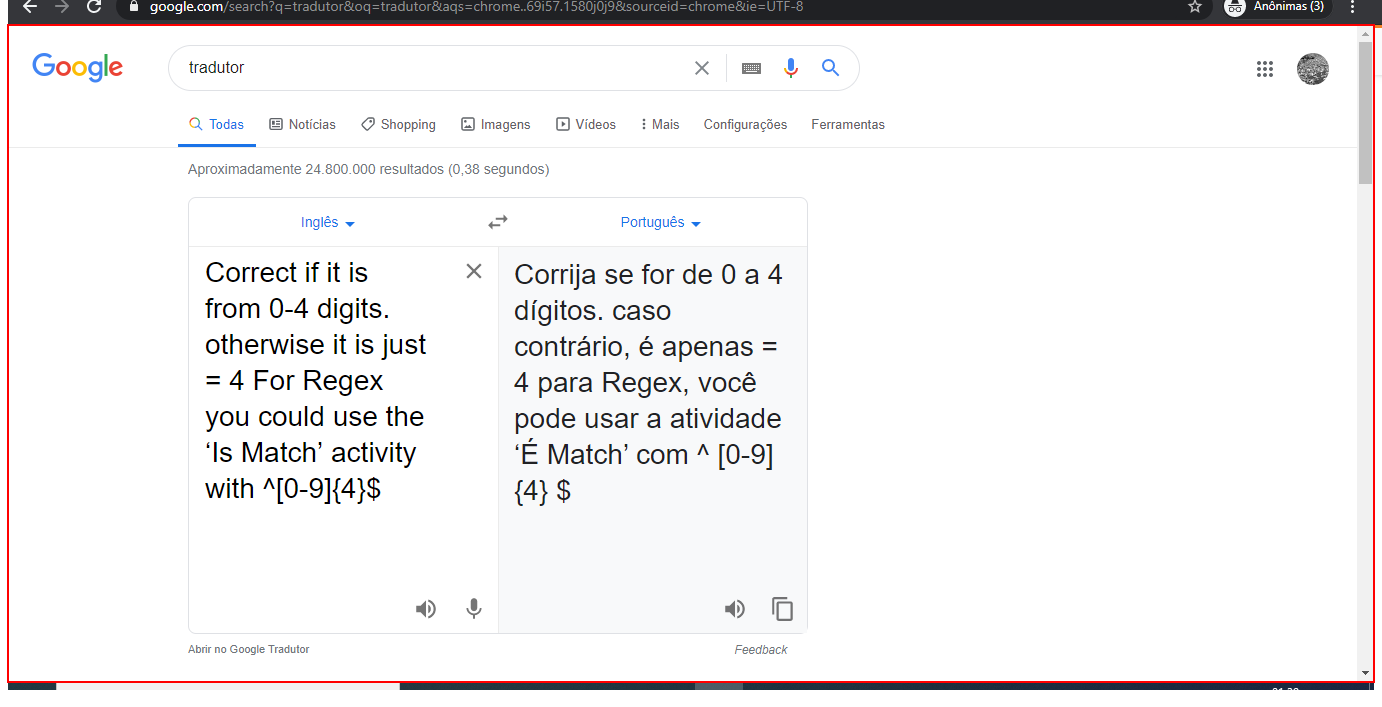 google.com/search?q=tradutor&oq=tradutor&aqs=chrome..69i57.1580j0j9&sourceid=chrome&ie=UTF-8
Anônimas (3)
Google
tradutor
Todas
Notícias
Shopping
Imagens
Vídeos
Mais
Configurações
Ferramentas
Aproximadamente 24.800.000 resultados (0,38 segundos)
Inglês
Português
Correct if it is
from 0-4 digits.
otherwise it is just
= 4 For Regex
you could use the
‘Is Match’ activity
with ^[0-9]{4}$
Corrija se for de 0 a 4
dígitos. caso
contrário, é apenas =
4 para Regex, você
pode usar a atividade
‘É Match’ com ^ [0-9]
{4} $
Abrir no Google Tradutor
Feedback